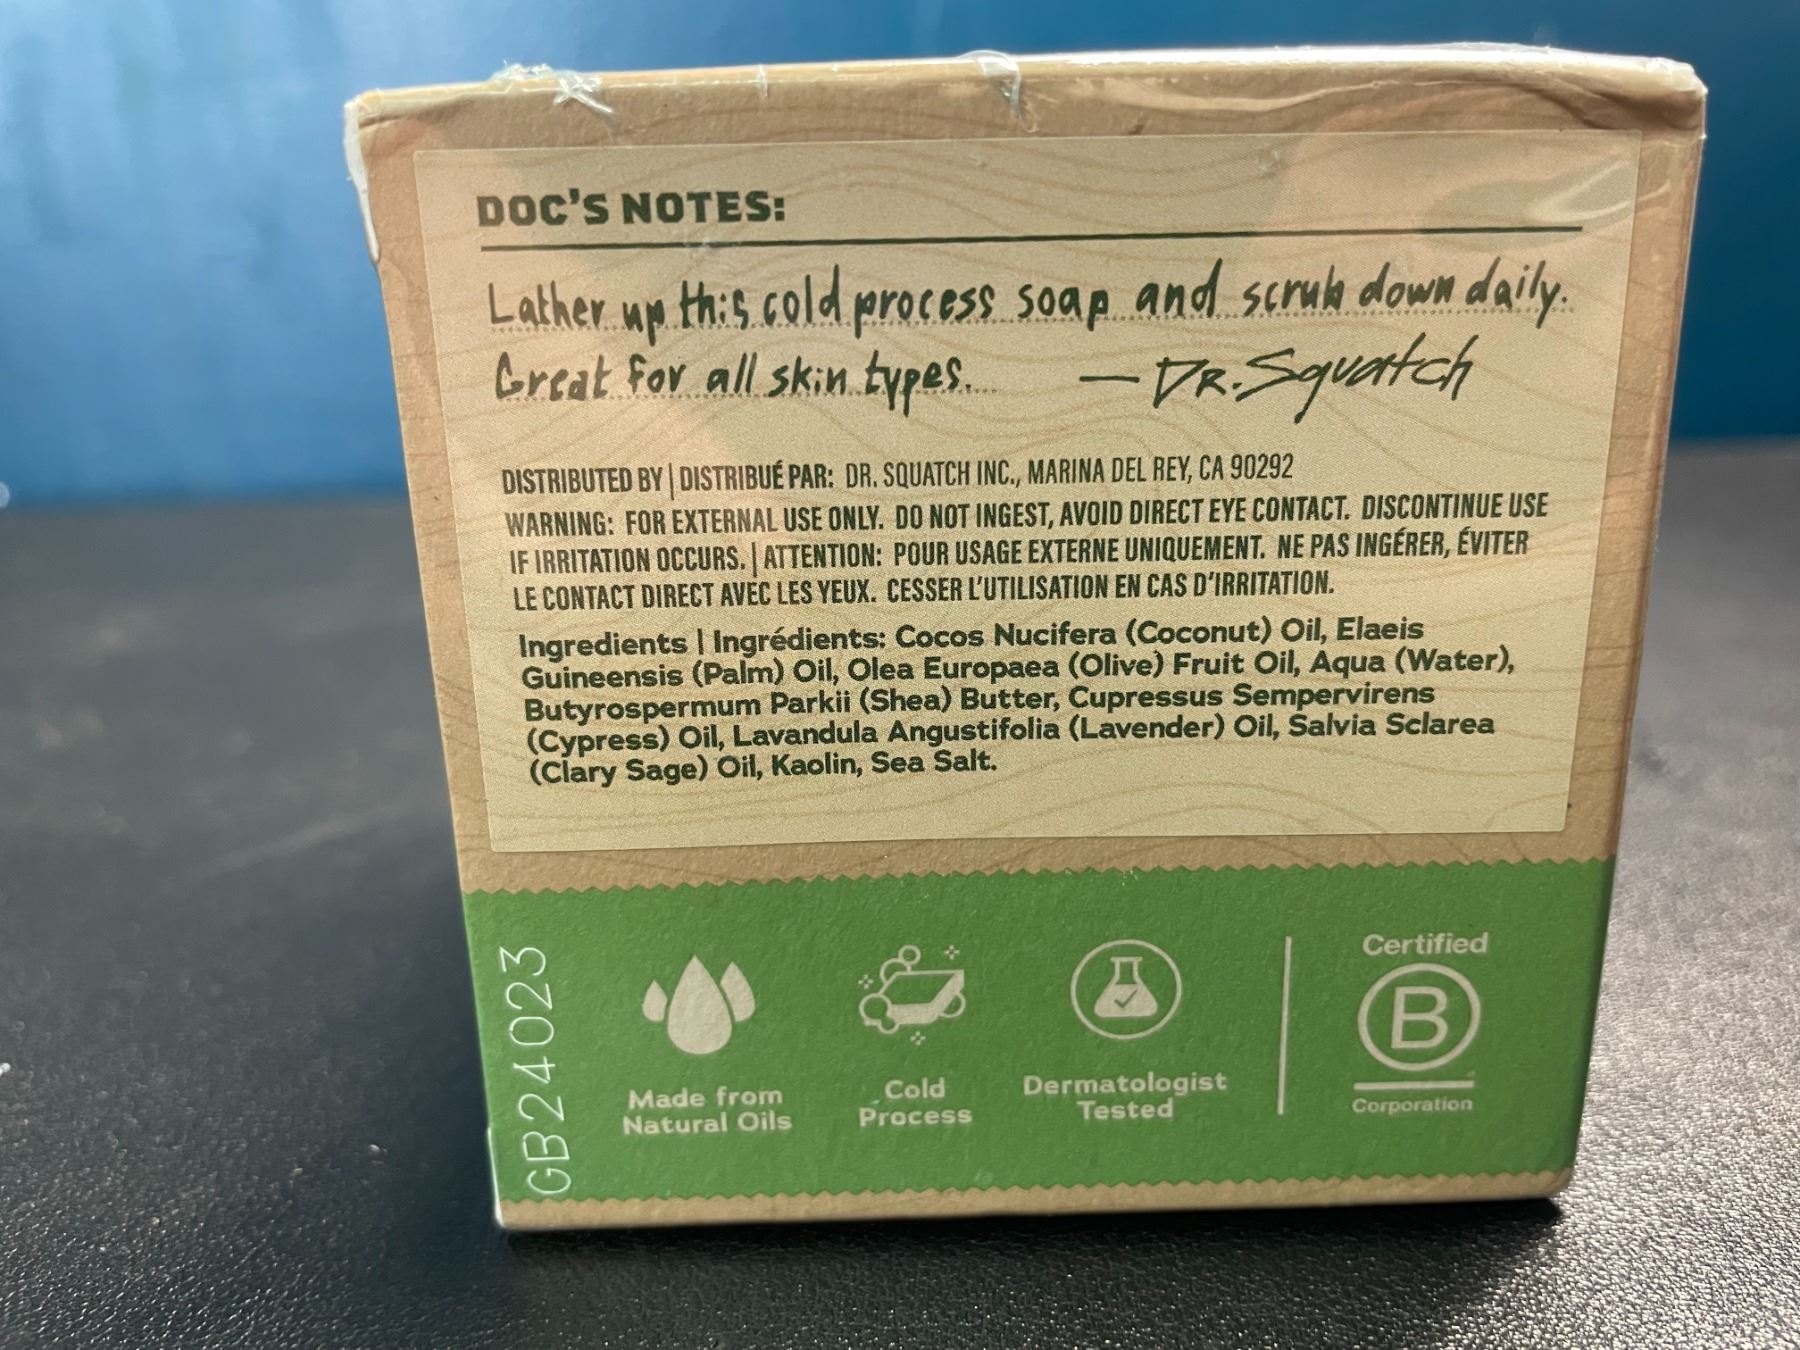 DOC'S NOTES:
Lather up this cold process soap and scrub down daily.
Great for all skin types. — DR. Squatch
DISTRIBUTED BY | DISTRIBUÉ PAR: DR. SQUATCH INC., MARINA DEL REY, CA 90292
WARNING: FOR EXTERNAL USE ONLY. DO NOT INGEST, AVOID DIRECT EYE CONTACT. DISCONTINUE USE
IF IRRITATION OCCURS. | ATTENTION: POUR USAGE EXTERNE UNIQUEMENT. NE PAS INGÉRER, ÉVITER
LE CONTACT DIRECT AVEC LES YEUX. CESSER L'UTILISATION EN CAS D'IRRITATION.
Ingredients | Ingrédients: Cocos Nucifera (Coconut) Oil, Elaeis
Guineensis (Palm) Oil, Olea Europaea (Olive) Fruit Oil, Aqua (Water),
Butyrospermum Parkii (Shea) Butter, Cupressus Sempervirens
(Cypress) Oil, Lavandula Angustifolia (Lavender) Oil, Salvia Sclarea
(Clary Sage) Oil, Kaolin, Sea Salt.
GB24023
Made from
Natural Oils
Cold
Process
Dermatologist
Tested
Certified
B
Corporation